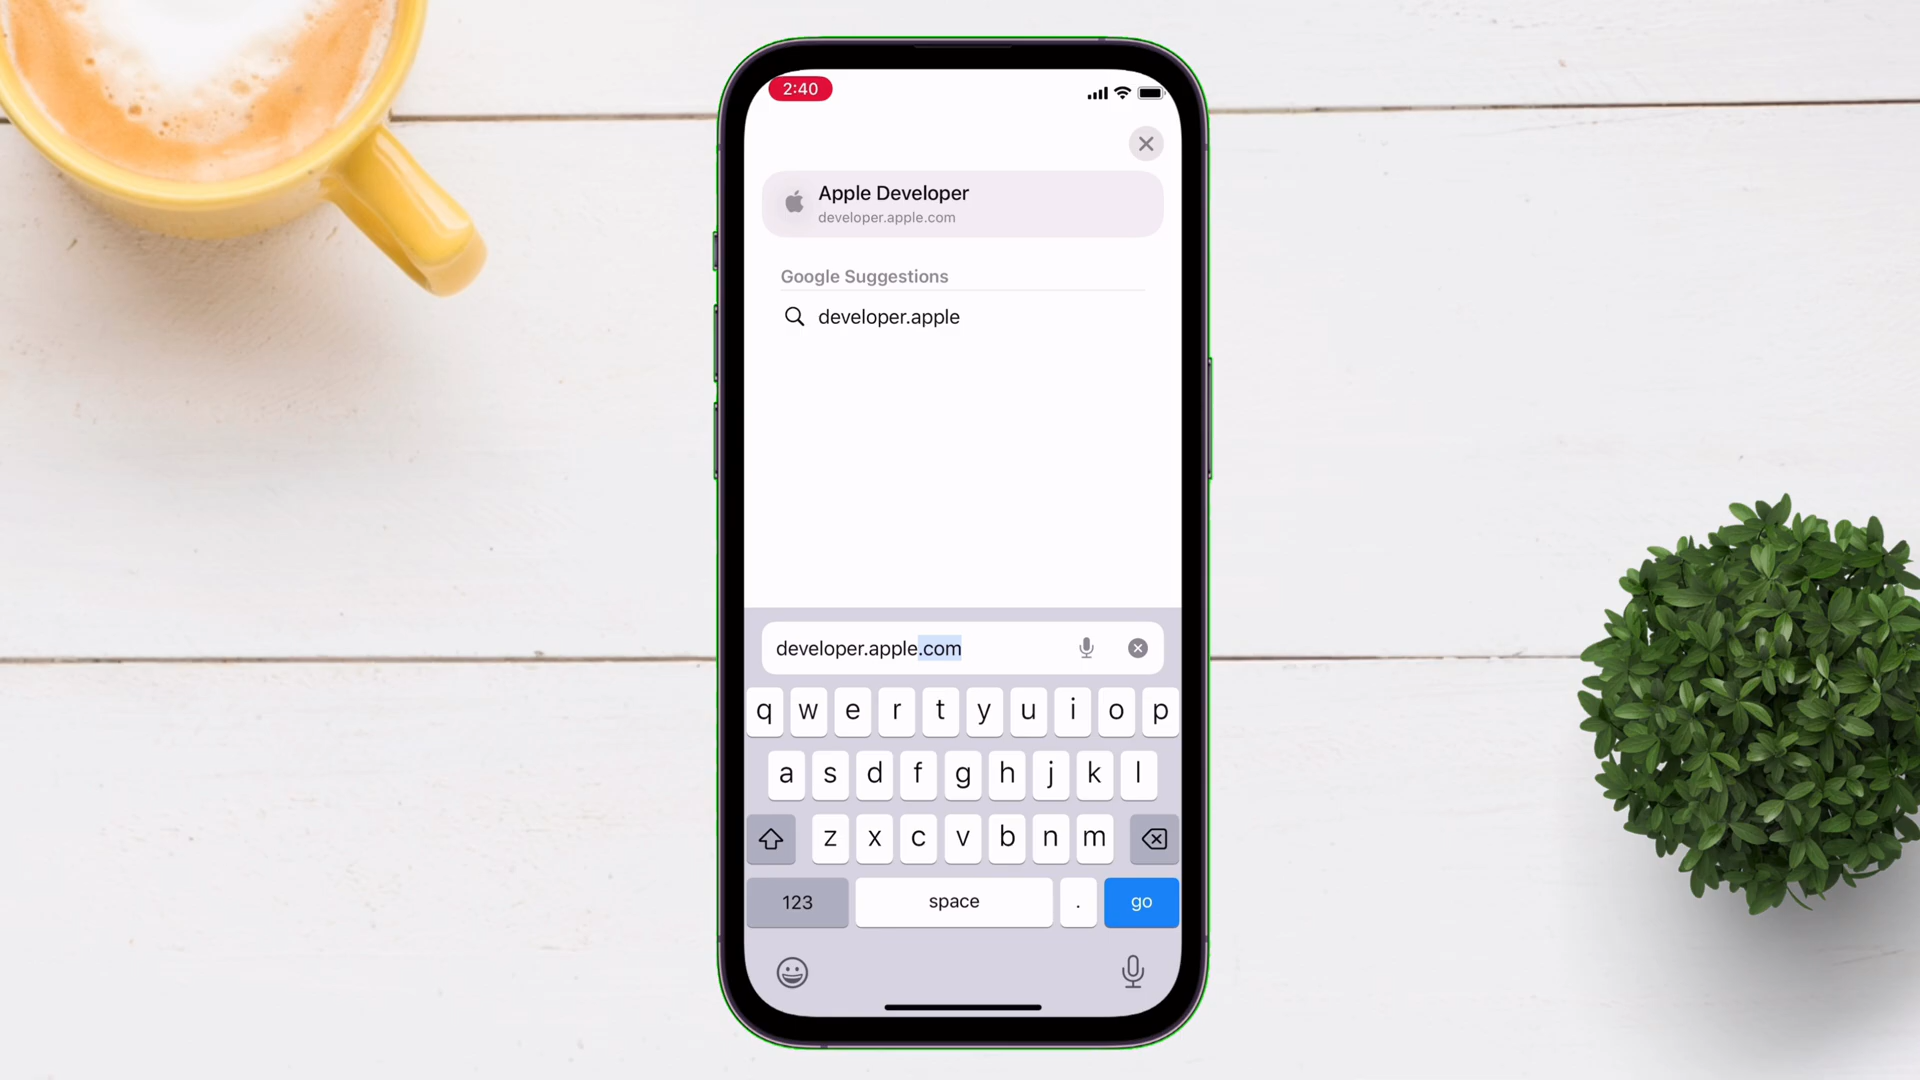 2:40
Apple Developer
developer.apple.com
Google Suggestions
developer.apple
developer.apple.com
q w e r t y u i o p
a s d f g h j k l
z x c v b n m
123 space . go